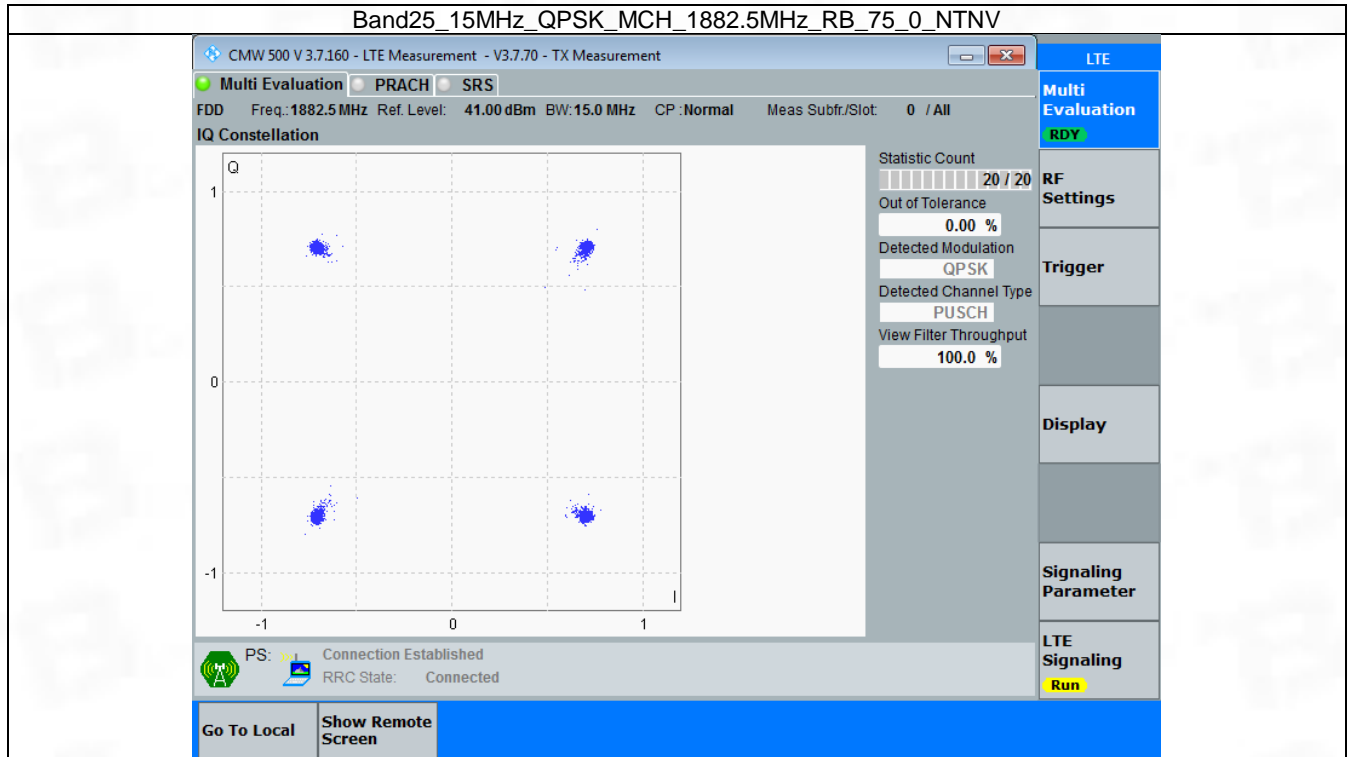 Band25_15MHz_QPSK_MCH_1882.5MHz_RB_75_0_NTNV
CMW 500 V 3.7.160 - LTE Measurement - V3.7.70 - TX Measurement
LTE
Multi Evaluation PRACH SRS
FDD Freq.:1882.5 MHz Ref. Level: 41.00 dBm BW:15.0 MHz CP :Normal Meas Subfr./Slot: 0 / All
IQ Constellation
Q
1
0
-1
I
-1 0 1
Statistic Count
20 / 20
Out of Tolerance
0.00 %
Detected Modulation
QPSK
Detected Channel Type
PUSCH
View Filter Throughput
100.0 %
Multi
Evaluation
RDY
RF
Settings
Trigger
Display
Signaling
Parameter
LTE
Signaling
Run
PS: Connection Established
RRC State: Connected
Go To Local
Show Remote
Screen